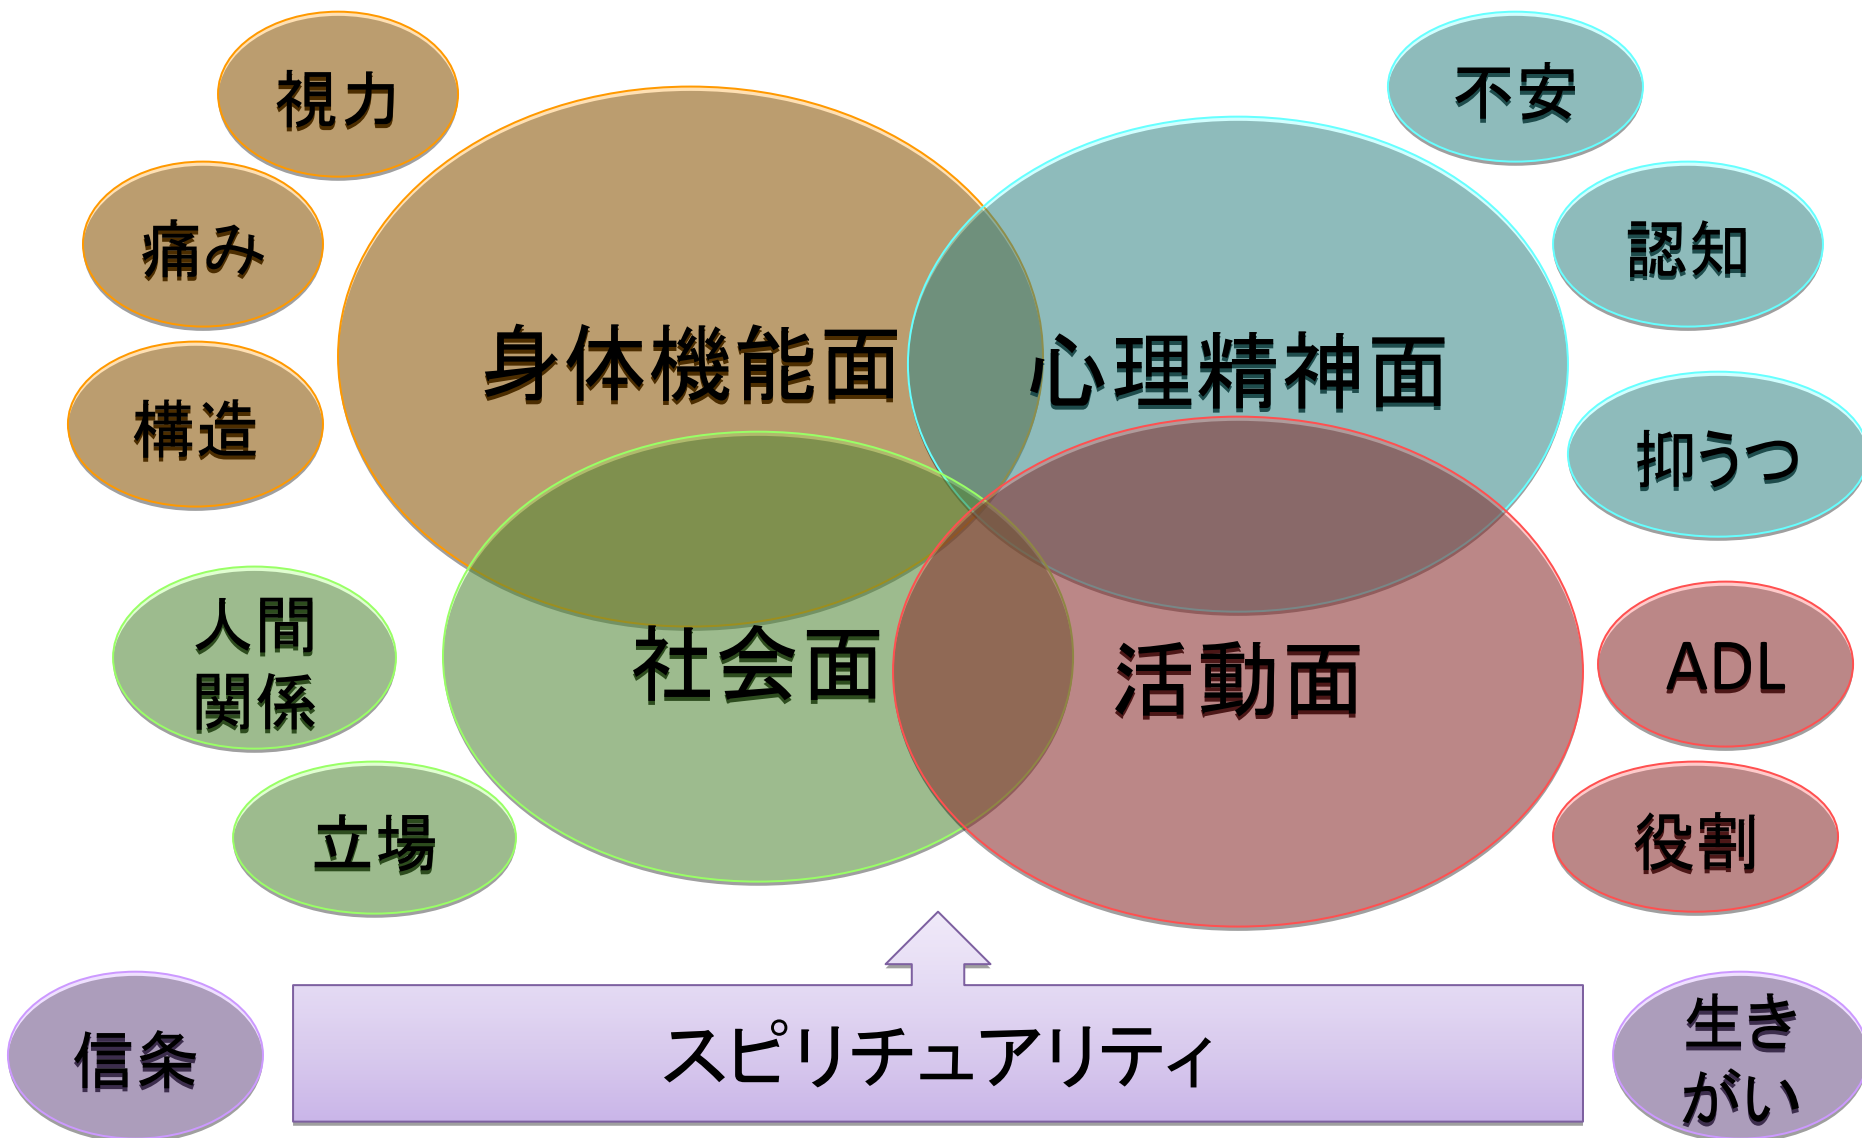 視力
不安
痛み
認知
身体機能面
心理精神面
構造
抑うつ
人間
関係
社会面
活動面
ADL
立場
役割
信条
スピリチュアリティ
生き
がい